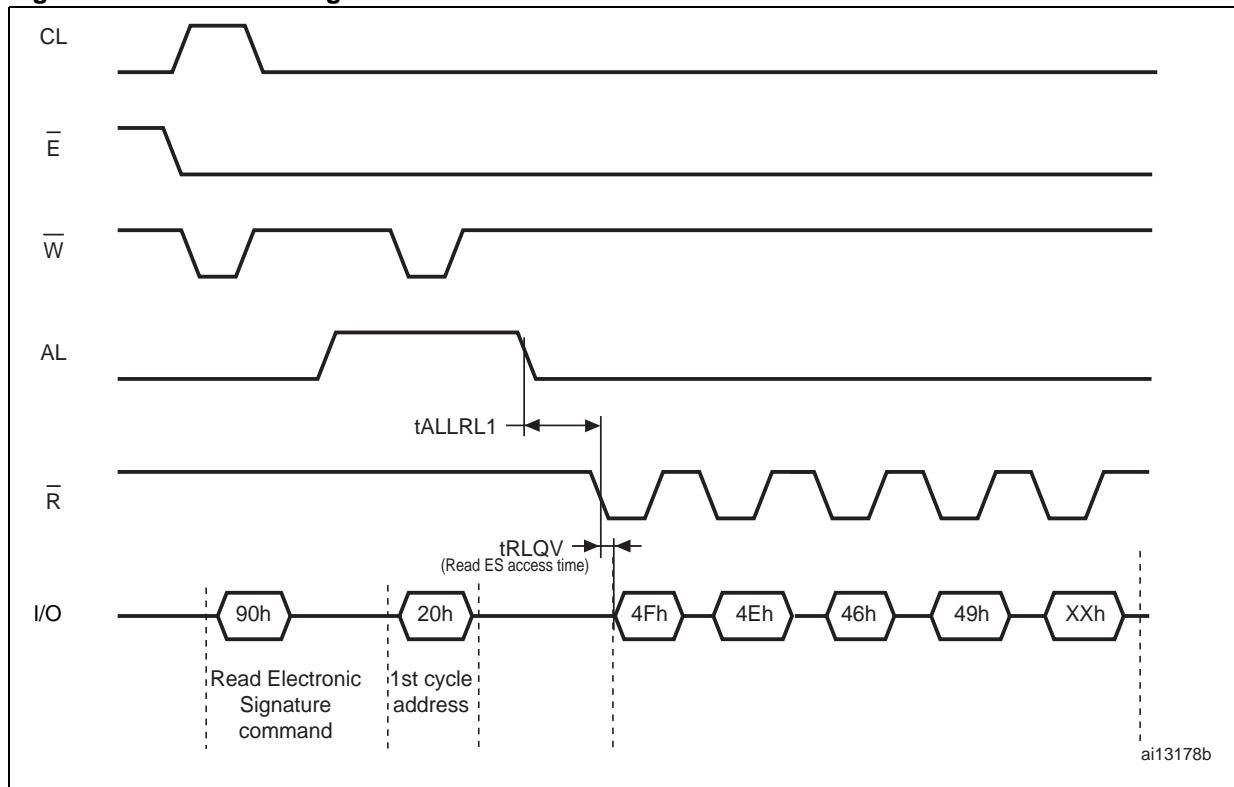 CL
E
W
AL
tALLRL1
R
tRLQV
(Read ES access time)
I/O
90h
20h
4Fh
4Eh
46h
49h
XXh
Read Electronic
Signature
command
1st cycle
address
ai13178b